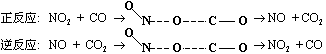 正反应: NO₂ + CO → O N---O---C—O → NO + CO₂
逆反应: NO + CO₂ → O N---O---C—O → NO₂ + CO